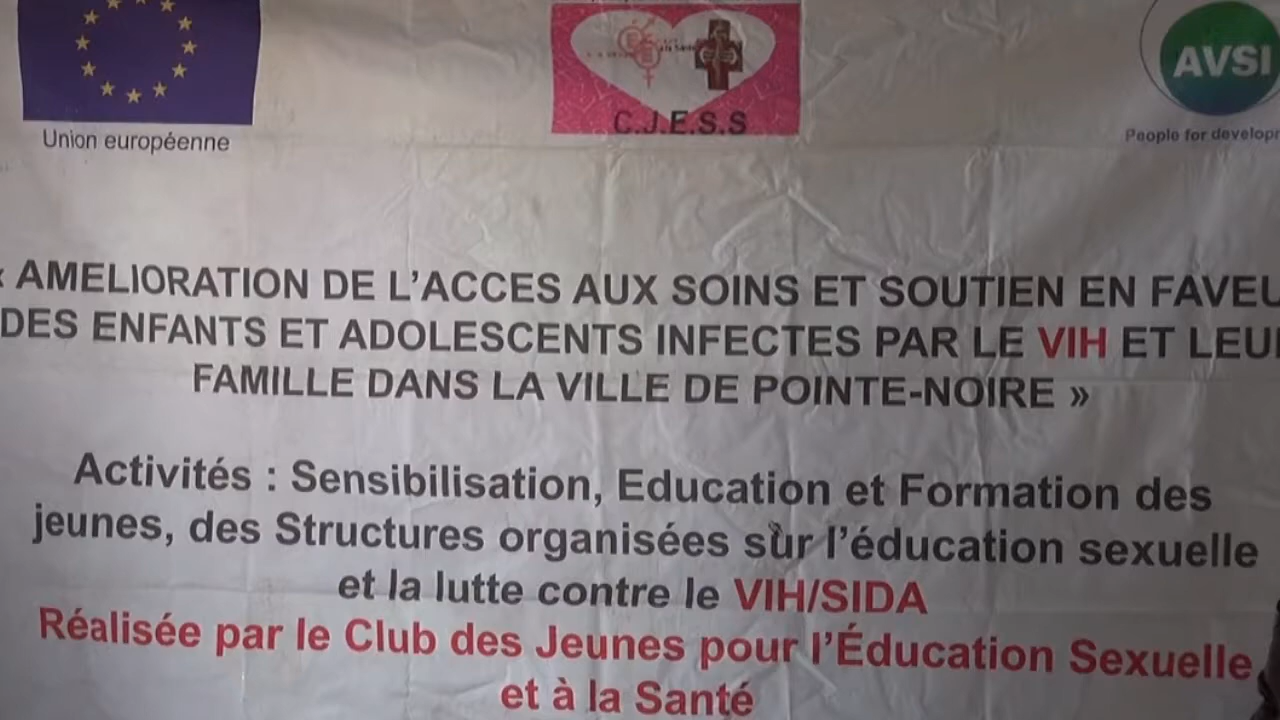 Union européenne
C.J.E.S.S
AVSI
People for develop
« AMELIORATION DE L'ACCES AUX SOINS ET SOUTIEN EN FAVEU
DES ENFANTS ET ADOLESCENTS INFECTES PAR LE VIH ET LEU
FAMILLE DANS LA VILLE DE POINTE-NOIRE »
Activités : Sensibilisation, Education et Formation des
jeunes, des Structures organisées sur l'éducation sexuelle
et la lutte contre le VIH/SIDA
Réalisée par le Club des Jeunes pour l'Éducation Sexuelle
et à la Santé